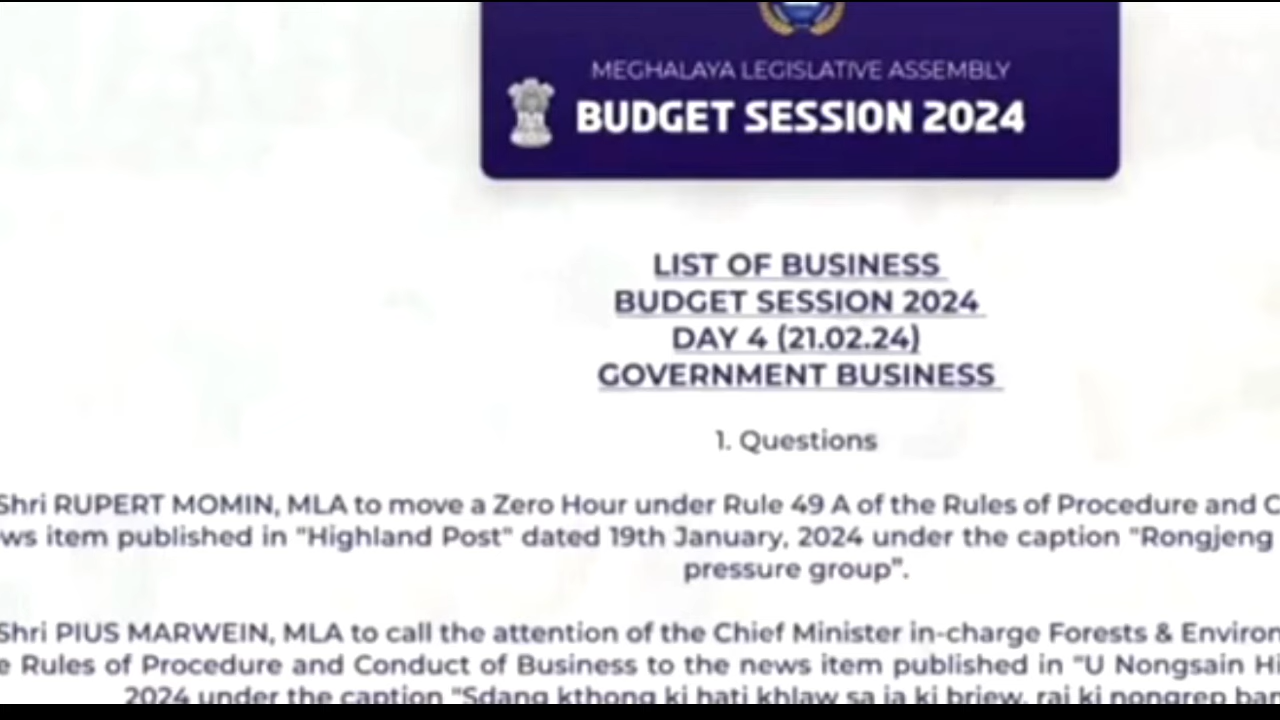 MEGHALAYA LEGISLATIVE ASSEMBLY
BUDGET SESSION 2024
LIST OF BUSINESS
BUDGET SESSION 2024
DAY 4 (21.02.24)
GOVERNMENT BUSINESS
1. Questions
Shri RUPERT MOMIN, MLA to move a Zero Hour under Rule 49 A of the Rules of Procedure and
item published in "Highland Post" dated 19th January, 2024 under the caption "Rongjeng
pressure group".
Shri PIUS MARWEIN, MLA to call the attention of the Chief Minister in-charge Forests &
Rules of Procedure and Conduct of Business to the news item published in "U Nongsain
2024 under the caption "Sdang kthong ki hati khlaw sa ia ki briew, rai ki nongrep